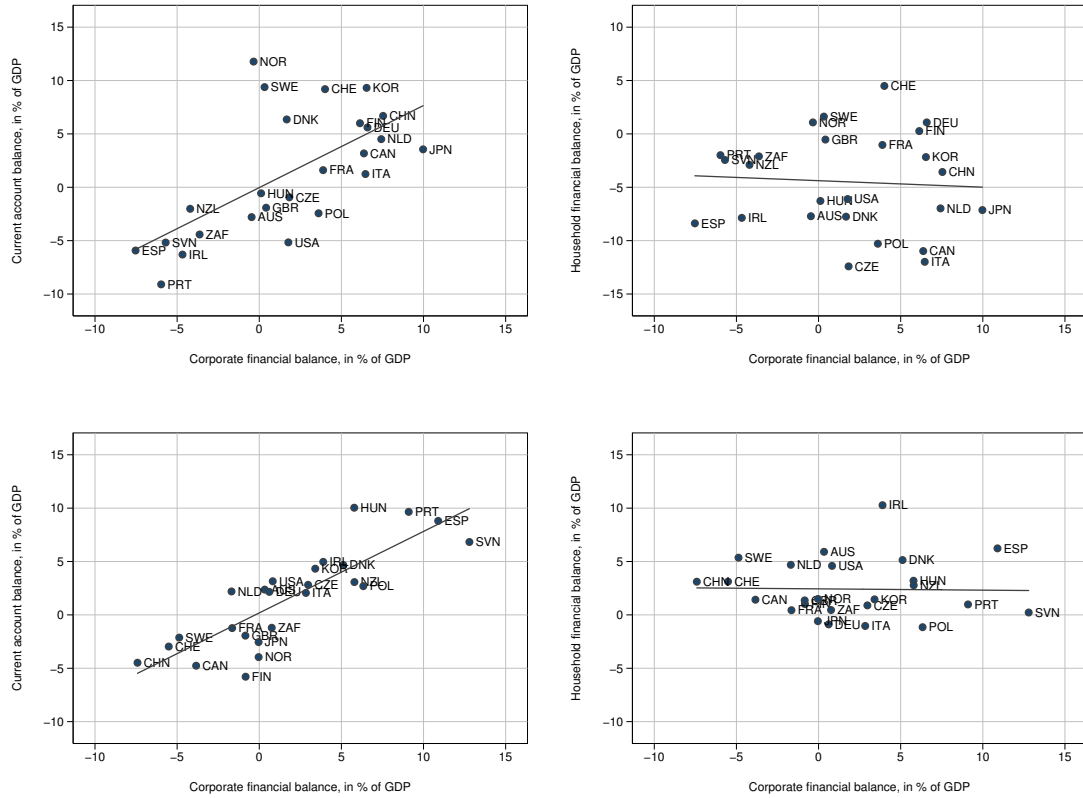 Current account balance, in % of GDP
15
10
5
0
−5
−10
NOR
SWE
CHE
KOR
DNK
CHN
FIN
DEU
NLD
JPN
CAN
FRA
ITA
HUN
CZE
NZL
GBR
AUS
POL
ZAF
SVN
USA
ESP
IRL
PRT
−10 −5 0 5 10 15
Corporate financial balance, in % of GDP
Household financial balance, in % of GDP
10
5
0
−5
−10
−15
CHE
SWE
NOR
DEU
FIN
GBR
FRA
PRT
ZAF
SVN
NZL
KOR
CHN
HUN
USA
NLD
JPN
AUS
DNK
IRL
ESP
POL
CAN
ITA
CZE
−10 −5 0 5 10 15
Corporate financial balance, in % of GDP
Current account balance, in % of GDP
15
10
5
0
−5
−10
HUN
PRT
ESP
SVN
IRL
DNK
KOR
USA
NZL
CZE
POL
NLD
AUS
DEU
ITA
FRA
ZAF
SWE
GBR
JPN
CHE
NOR
CHN
CAN
FIN
−10 −5 0 5 10 15
Corporate financial balance, in % of GDP
Household financial balance, in % of GDP
15
10
5
0
−5
−10
IRL
ESP
AUS
SWE
DNK
NLD
USA
CHN
CHE
HUN
NZL
CAN
NOR
KOR
GBR
FIN
CZE
PRT
FRA
ZAF
SVN
JPN
DEU
ITA
POL
−10 −5 0 5 10 15
Corporate financial balance, in % of GDP